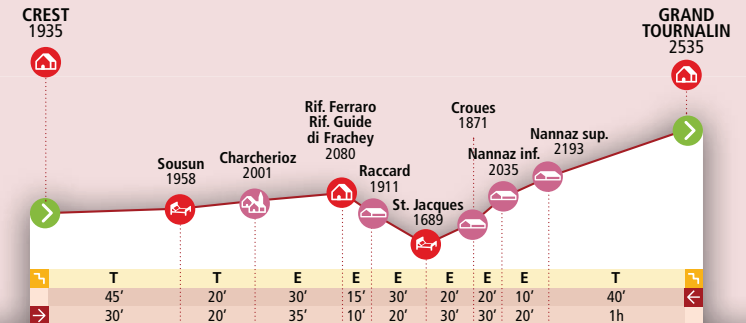 CREST
1935
GRAND
TOURNALIN
2535
Rif. Ferraro
Rif. Guide
di Frachey
2080
Croues
1871
Nannaz sup.
2193
Sousun
1958
Charcherioz
2001
Raccard
1911
Nannaz inf.
2035
St. Jacques
1689
T T E E E E E E T
45’ 20’ 30’ 15’ 30’ 20’ 20’ 10’ 40’
30’ 20’ 35’ 10’ 20’ 30’ 30’ 20’ 1h